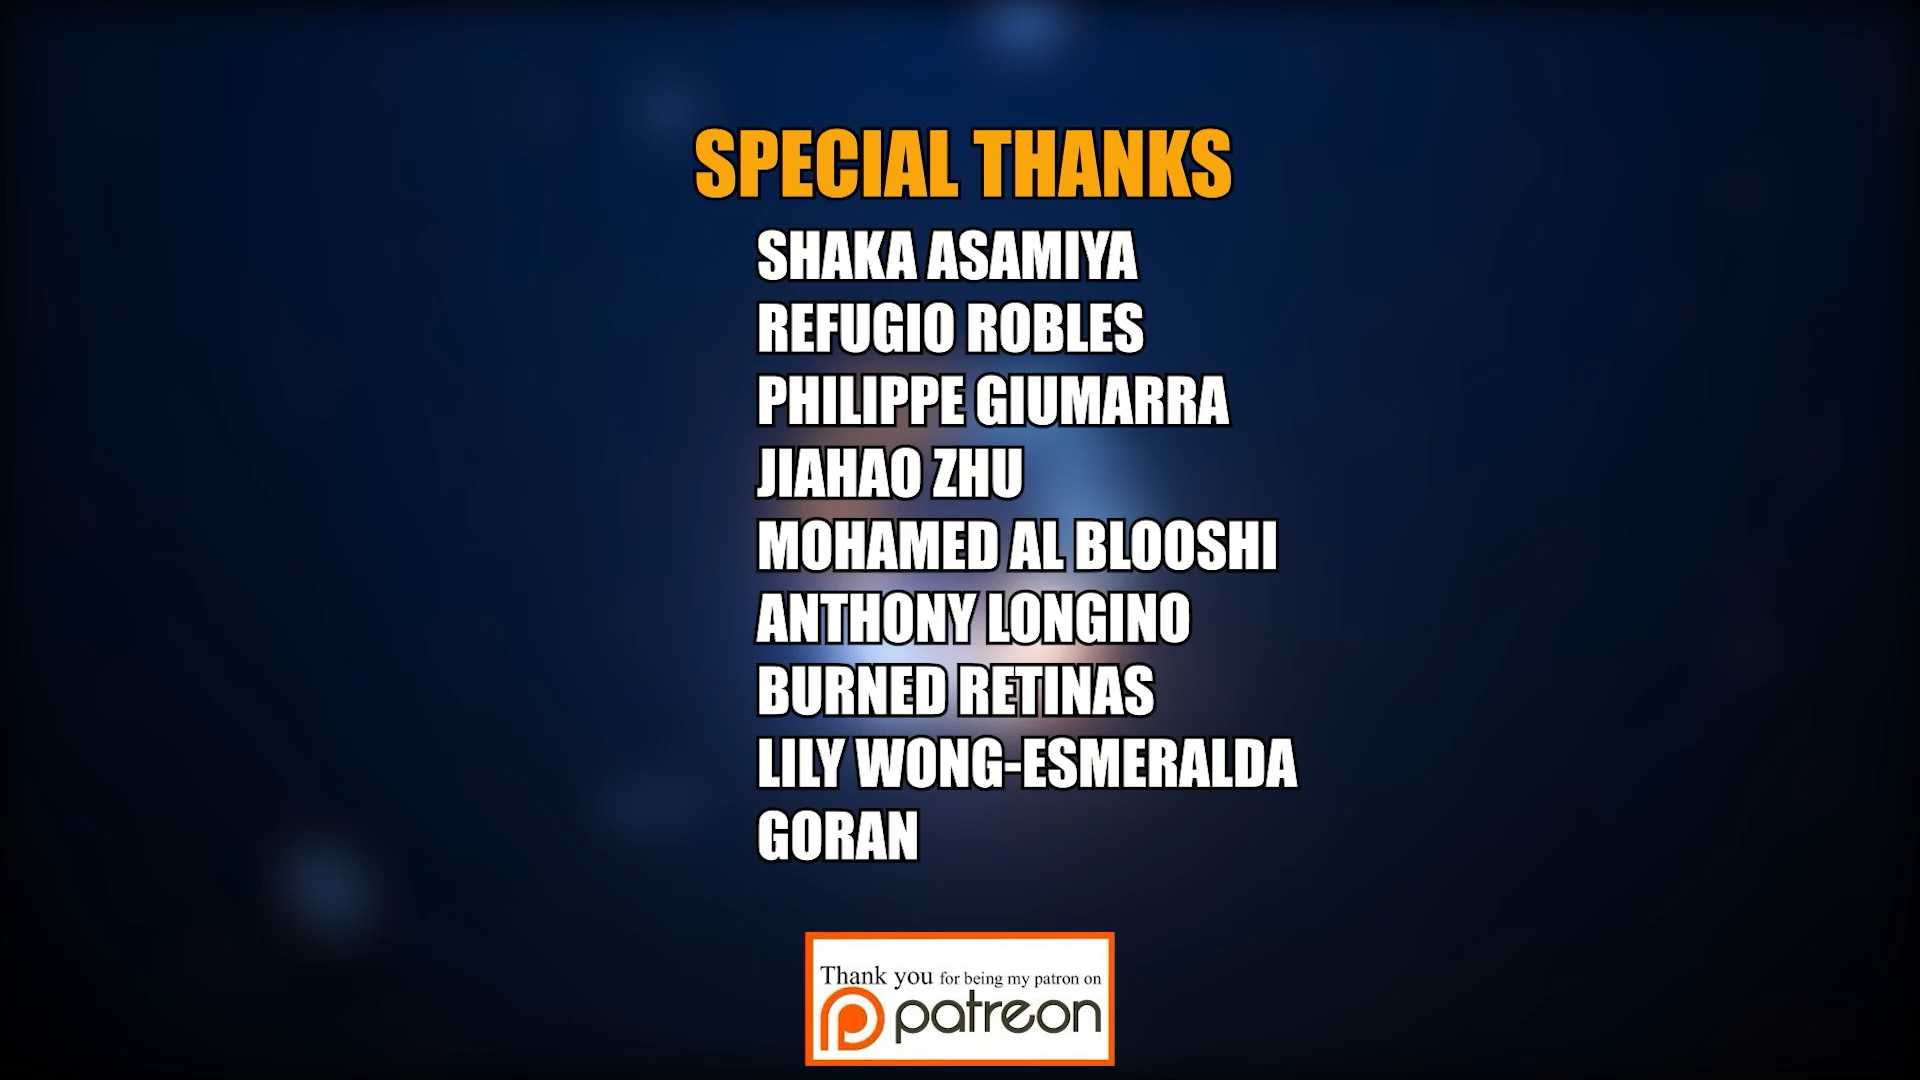 SPECIAL THANKS
SHAKA ASAMIYA
REFUGIO ROBLES
PHILIPPE GIUMARRA
JIAHAO ZHU
MOHAMED AL BLOOSHI
ANTHONY LONGINO
BURNED RETINAS
LILY WONG-ESMERALDA
GORAN
Thank you for being my patron on
patreon